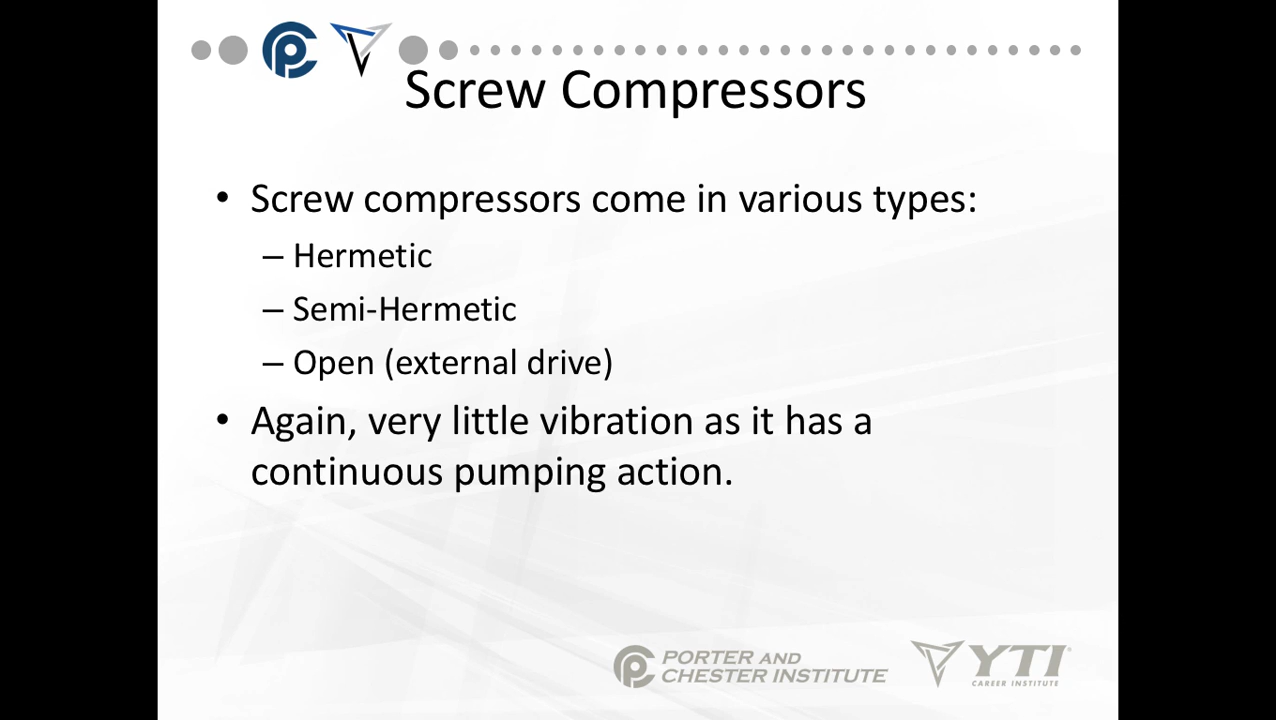 Screw Compressors
• Screw compressors come in various types:
– Hermetic
– Semi-Hermetic
– Open (external drive)
• Again, very little vibration as it has a
continuous pumping action.
PORTER AND
CHESTER INSTITUTE
YTI®
CAREER INSTITUTE